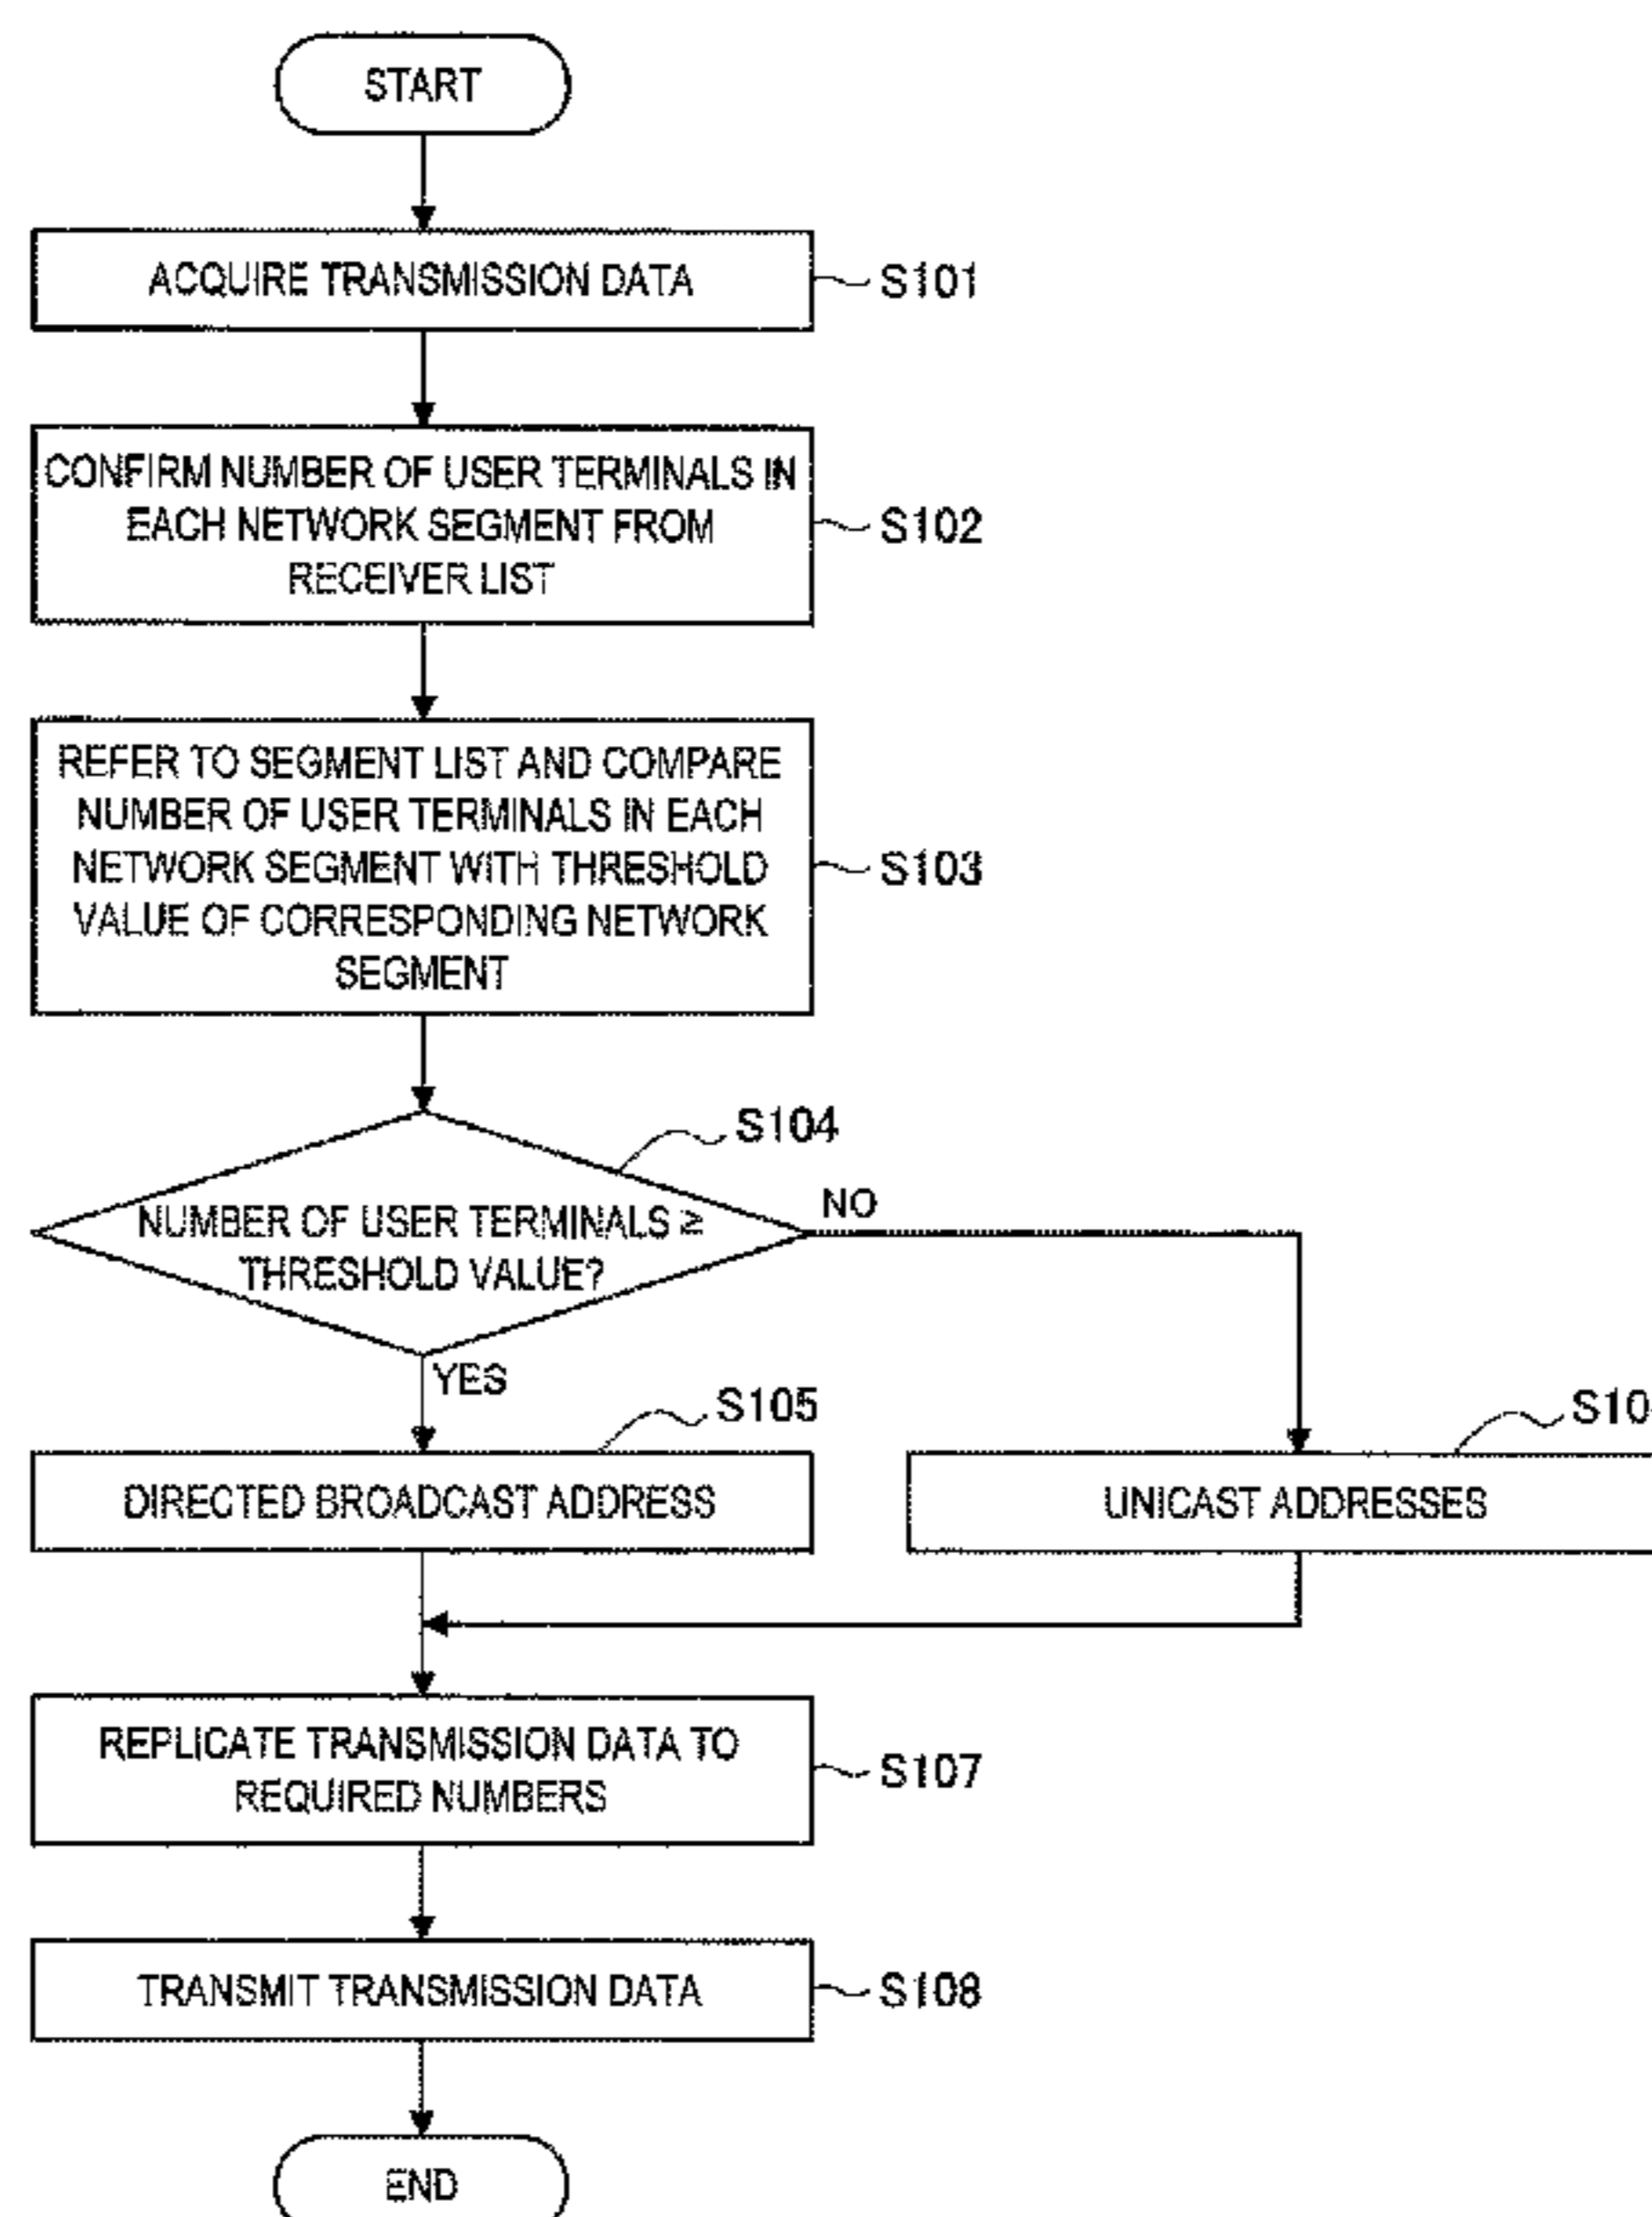 START
ACQUIRE TRANSMISSION DATA
S101
CONFIRM NUMBER OF USER TERMINALS IN
EACH NETWORK SEGMENT FROM
RECEIVER LIST
S102
REFER TO SEGMENT LIST AND COMPARE
NUMBER OF USER TERMINALS IN EACH
NETWORK SEGMENT WITH THRESHOLD
VALUE OF CORRESPONDING NETWORK
SEGMENT
S103
S104
NUMBER OF USER TERMINALS ≥
THRESHOLD VALUE?
NO
YES
S105
DIRECTED BROADCAST ADDRESS
UNICAST ADDRESSES
REPLICATE TRANSMISSION DATA TO
REQUIRED NUMBERS
S107
TRANSMIT TRANSMISSION DATA
S108
END